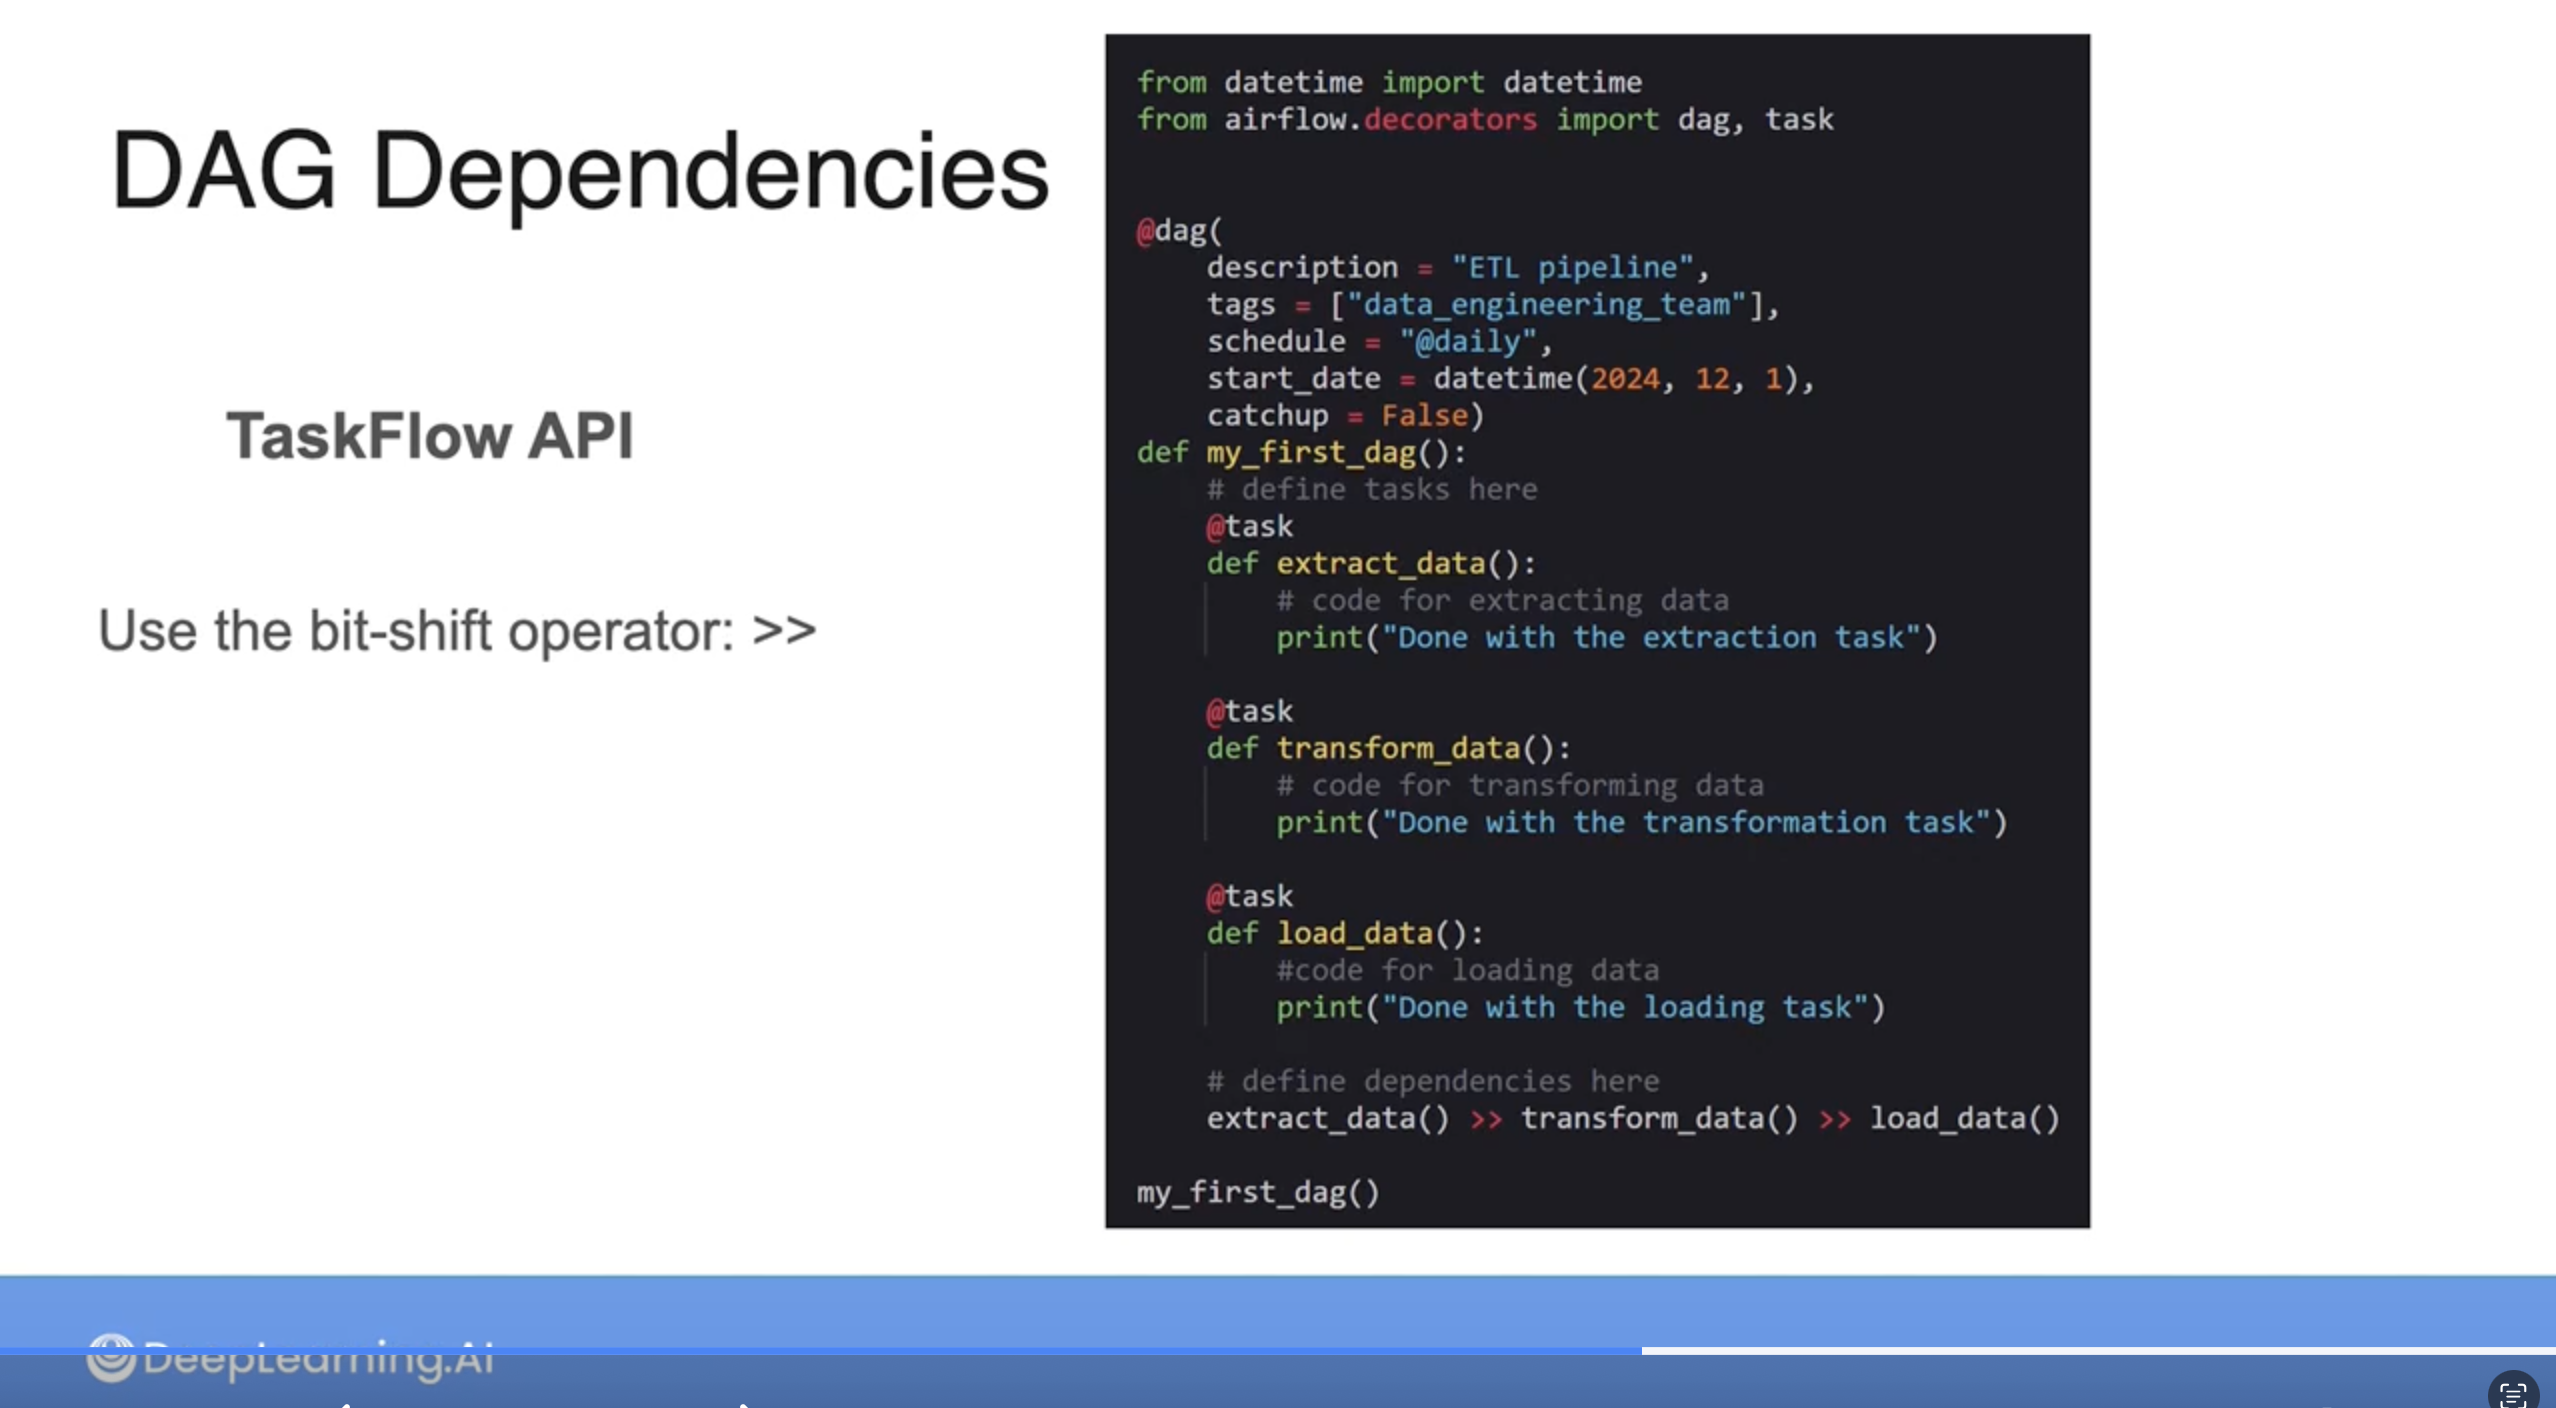 DAG Dependencies
TaskFlow API
Use the bit-shift operator: >>
from datetime import datetime
from airflow.decorators import dag, task
@dag(
    description = "ETL pipeline",
    tags = ["data_engineering_team"],
    schedule = "@daily",
    start_date = datetime(2024, 12, 1),
    catchup = False)
def my_first_dag():
    # define tasks here
    @task
    def extract_data():
        # code for extracting data
        print("Done with the extraction task")
    @task
    def transform_data():
        # code for transforming data
        print("Done with the transformation task")
    @task
    def load_data():
        #code for loading data
        print("Done with the loading task")
    # define dependencies here
    extract_data() >> transform_data() >> load_data()
my_first_dag()
DeepLearning.AI